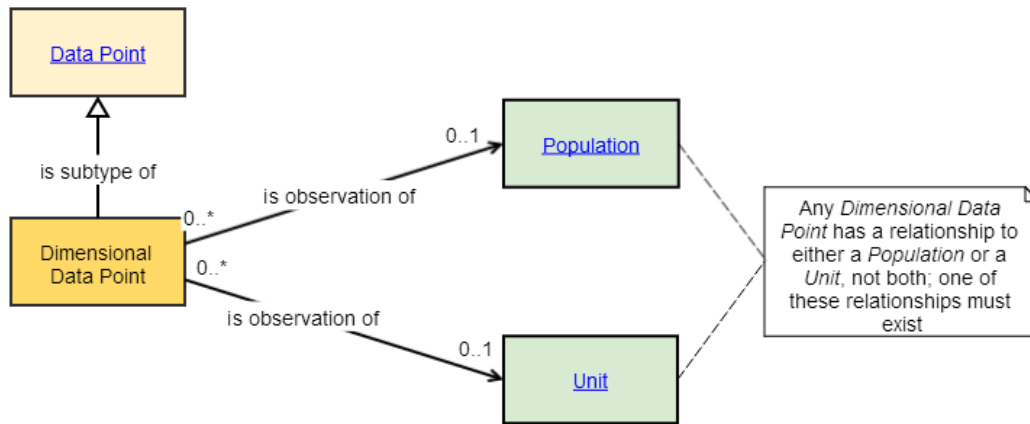 Data Point
is subtype of
Dimensional
Data Point
0..*
is observation of
0..1
Population
0..*
is observation of
0..1
Unit
Any Dimensional Data
Point has a relationship to
either a Population or a
Unit, not both; one of
these relationships must
exist